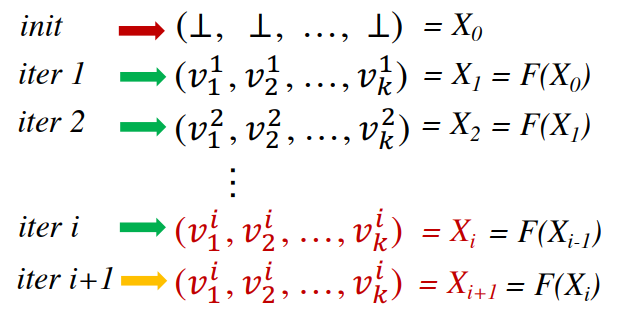 init (⊥, ⊥, …, ⊥) = X₀
iter 1 (v₁¹, v₂¹, …, vₖ¹) = X₁ = F(X₀)
iter 2 (v₁², v₂², …, vₖ²) = X₂ = F(X₁)
⋮
iter i (v₁ⁱ, v₂ⁱ, …, vₖⁱ) = Xᵢ = F(Xᵢ₋₁)
iter i+1 (v₁ⁱ, v₂ⁱ, …, vₖⁱ) = Xᵢ₊₁ = F(Xᵢ)